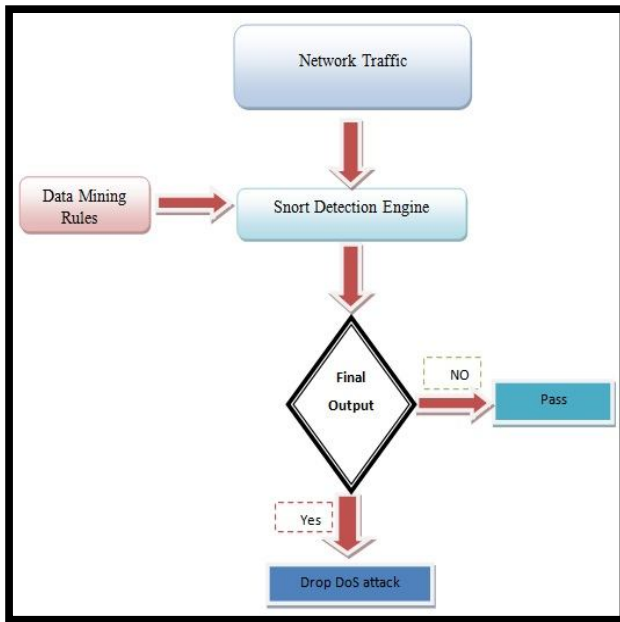 Network Traffic
Data Mining
Rules
Snort Detection Engine
Final
Output
NO
Pass
Yes
Drop DoS attack